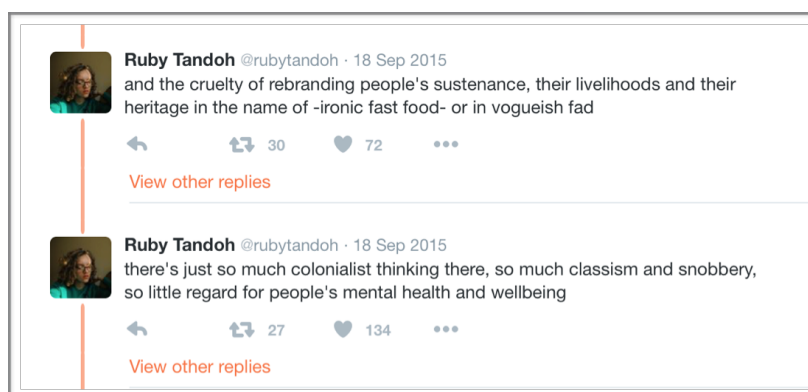 Ruby Tandoh @rubytandoh · 18 Sep 2015
and the cruelty of rebranding people's sustenance, their livelihoods and their
heritage in the name of -ironic fast food- or in vogueish fad
30 72
View other replies
Ruby Tandoh @rubytandoh · 18 Sep 2015
there's just so much colonialist thinking there, so much classism and snobbery,
so little regard for people's mental health and wellbeing
27 134
View other replies